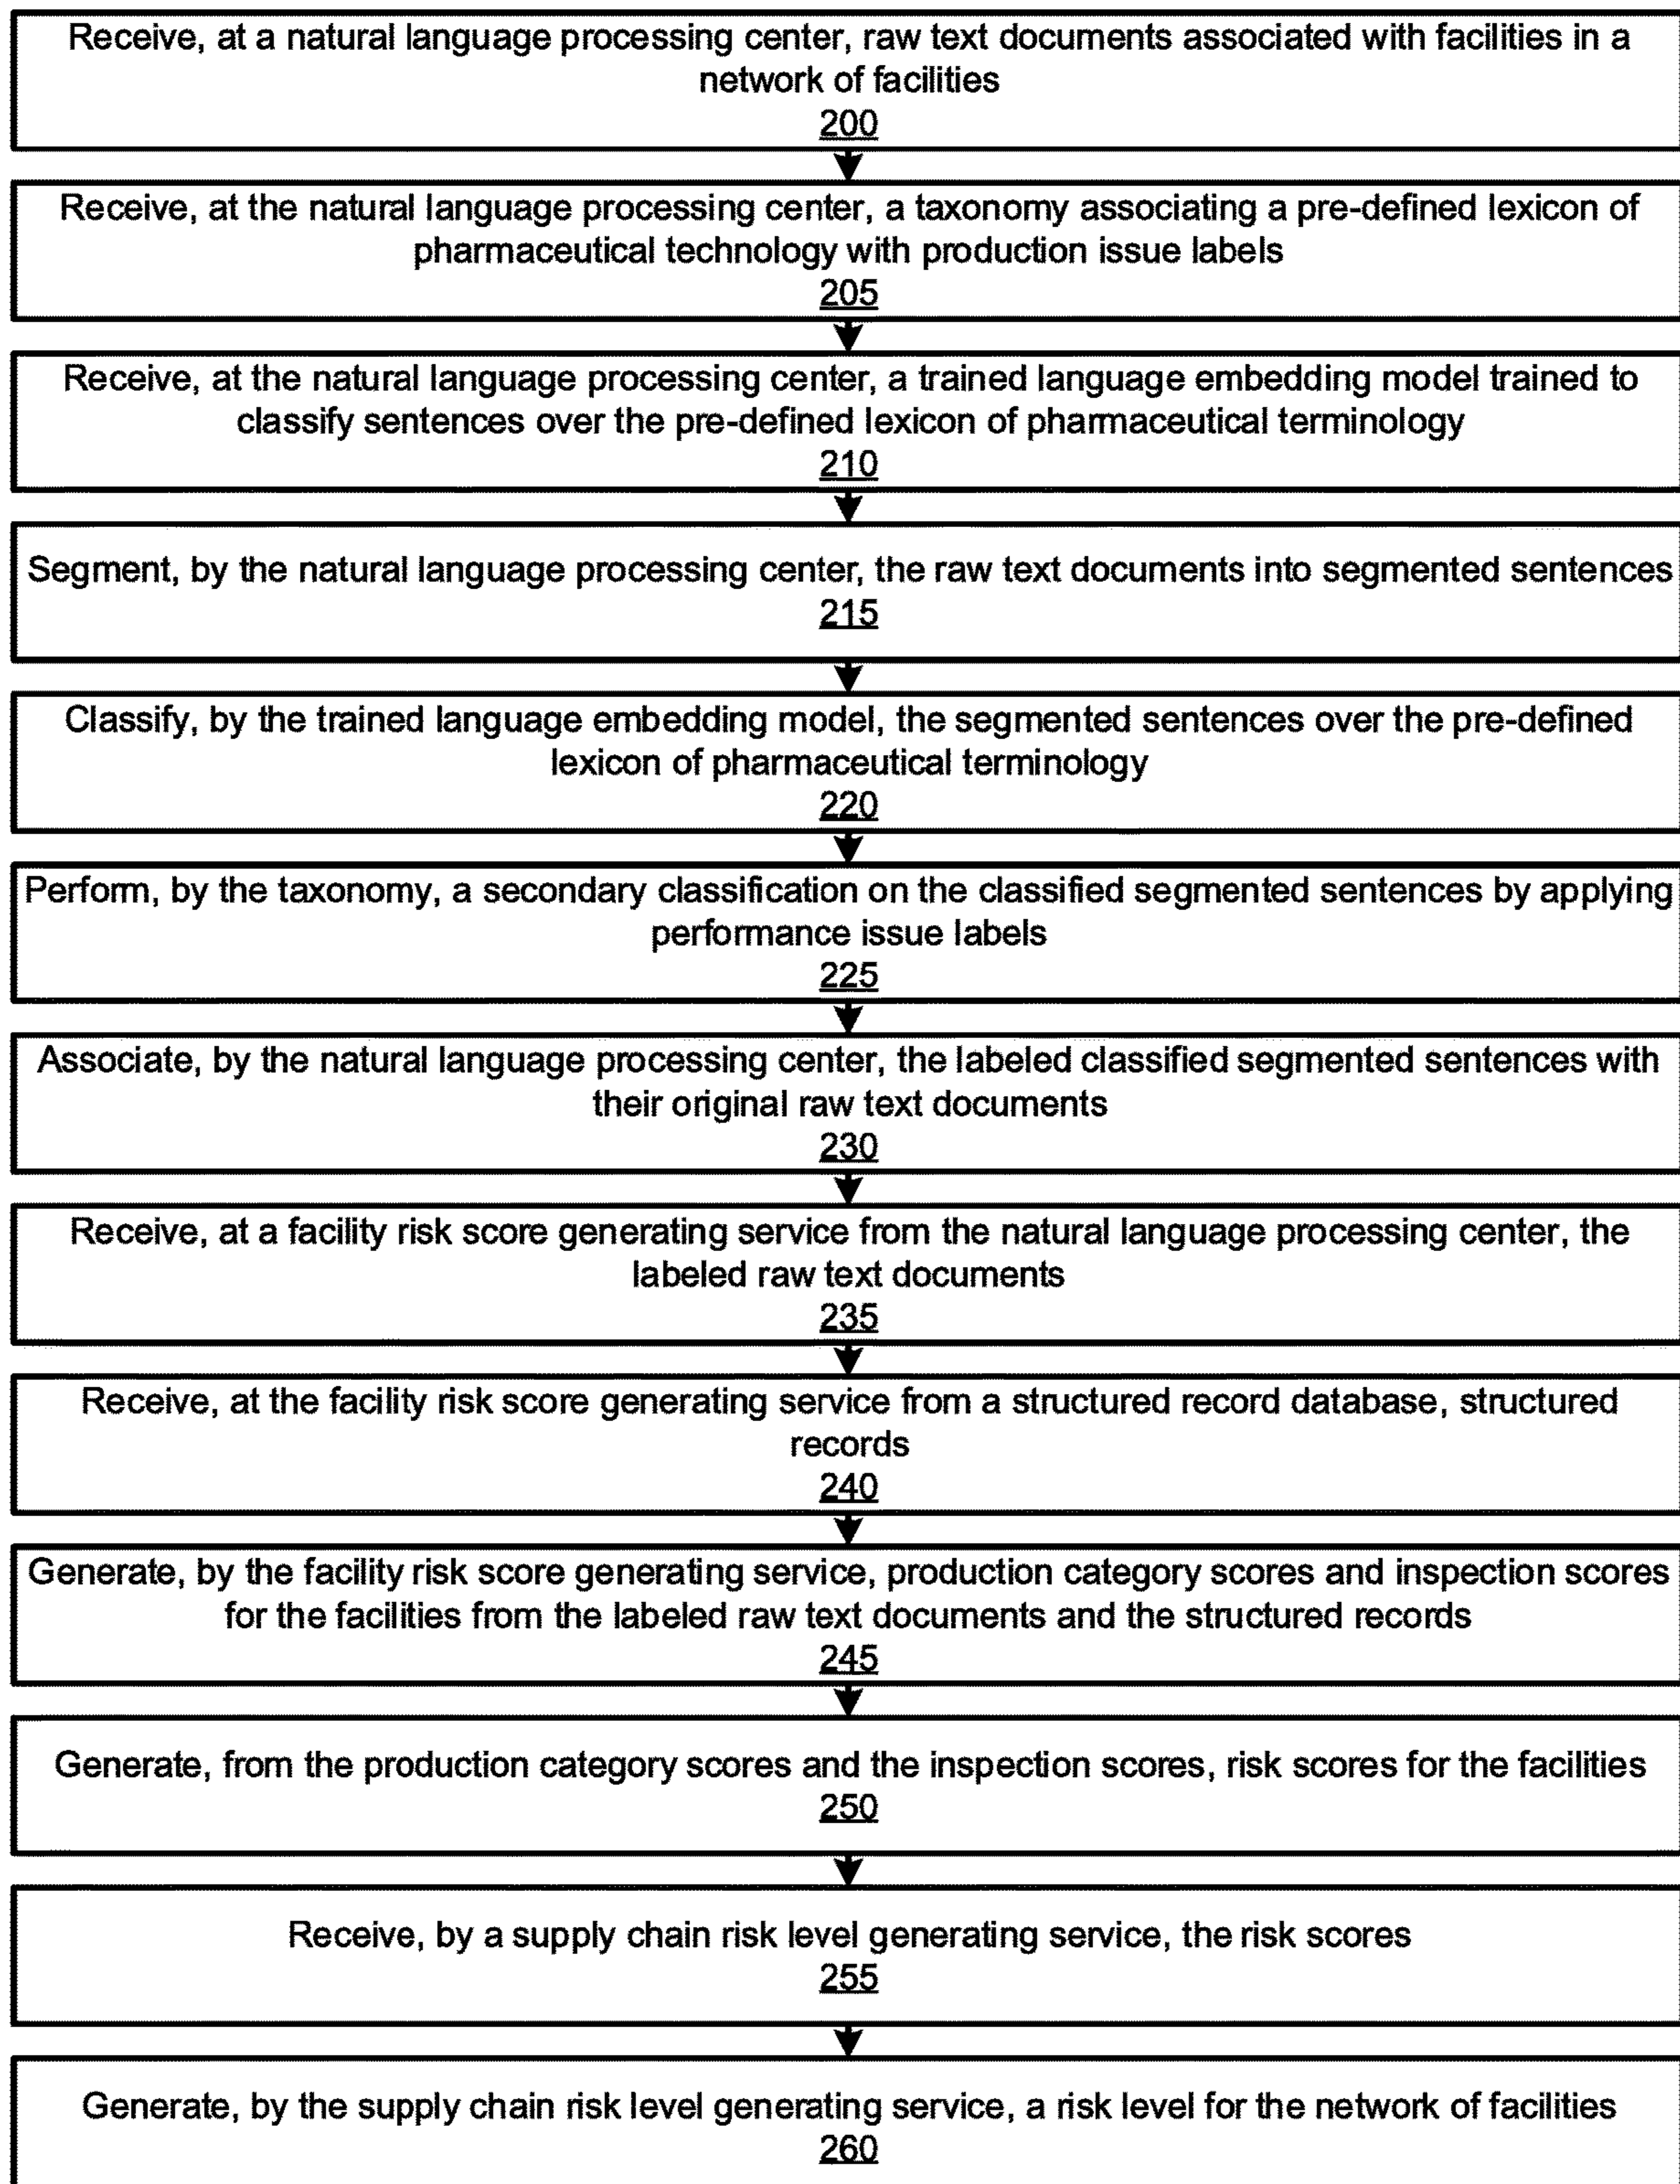 Receive, at a natural language processing center, raw text documents associated with facilities in a
network of facilities
200
Receive, at the natural language processing center, a taxonomy associating a pre-defined lexicon of
pharmaceutical technology with production issue labels
205
Receive, at the natural language processing center, a trained language embedding model trained to
classify sentences over the pre-defined lexicon of pharmaceutical terminology
210
Segment, by the natural language processing center, the raw text documents into segmented sentences
215
Classify, by the trained language embedding model, the segmented sentences over the pre-defined
lexicon of pharmaceutical terminology
220
Perform, by the taxonomy, a secondary classification on the classified segmented sentences by applying
performance issue labels
225
Associate, by the natural language processing center, the labeled classified segmented sentences with
their original raw text documents
230
Receive, at a facility risk score generating service from the natural language processing center, the
labeled raw text documents
235
Receive, at the facility risk score generating service from a structured record database, structured
records
240
Generate, by the facility risk score generating service, production category scores and inspection scores
for the facilities from the labeled raw text documents and the structured records
245
Generate, from the production category scores and the inspection scores, risk scores for the facilities
250
Receive, by a supply chain risk level generating service, the risk scores
255
Generate, by the supply chain risk level generating service, a risk level for the network of facilities
260